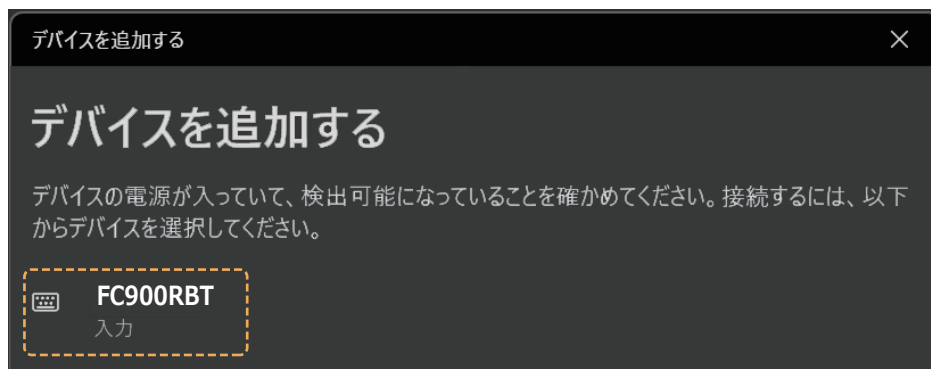 デバイスを追加する
デバイスを追加する
デバイスの電源が入っていて、検出可能になっていることを確かめてください。接続するには、以下
からデバイスを選択してください。
FC900RBT
入力